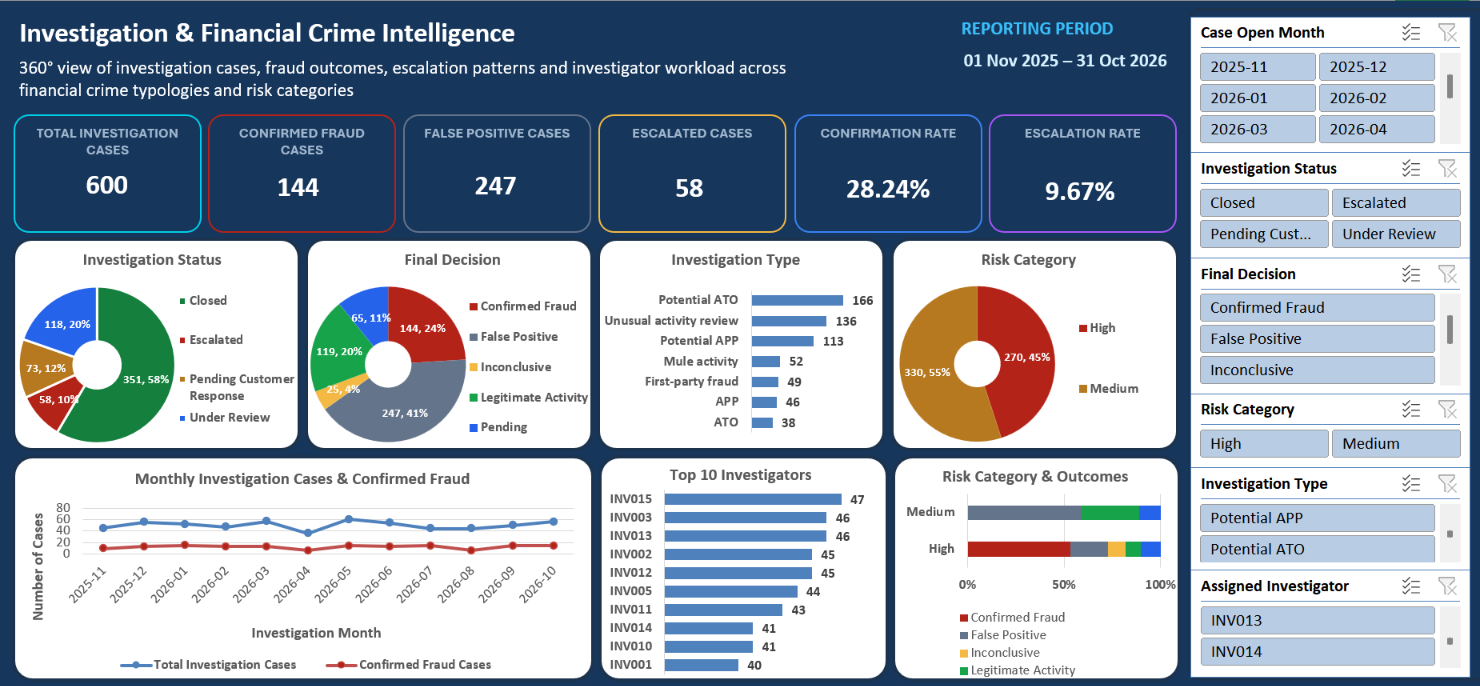 Investigation & Financial Crime Intelligence
360° view of investigation cases, fraud outcomes, escalation patterns and investigator workload across
financial crime typologies and risk categories
REPORTING PERIOD
01 Nov 2025 – 31 Oct 2026
TOTAL INVESTIGATION
CASES
600
CONFIRMED FRAUD
CASES
144
FALSE POSITIVE CASES
247
ESCALATED CASES
58
CONFIRMATION RATE
28.24%
ESCALATION RATE
9.67%
Investigation Status
118, 20%
73, 12%
58, 10%
351, 58%
Closed
Escalated
Pending Customer
Response
Under Review
Final Decision
65, 11%
144, 24%
119, 20%
25, 4%
247, 41%
Confirmed Fraud
False Positive
Inconclusive
Legitimate Activity
Pending
Investigation Type
Potential ATO 166
Unusual activity review 136
Potential APP 113
Mule activity 52
First-party fraud 49
APP 46
ATO 38
Risk Category
270, 45%
330, 55%
High
Medium
Monthly Investigation Cases & Confirmed Fraud
Number of Cases
80
60
40
20
0
2025-11
2025-12
2026-01
2026-02
2026-03
2026-04
2026-05
2026-06
2026-07
2026-08
2026-09
2026-10
Investigation Month
Total Investigation Cases
Confirmed Fraud Cases
Top 10 Investigators
INV015 47
INV003 46
INV013 46
INV002 45
INV012 45
INV005 44
INV011 43
INV014 41
INV010 41
INV001 40
Risk Category & Outcomes
Medium
High
0% 50% 100%
Confirmed Fraud
False Positive
Inconclusive
Legitimate Activity
Case Open Month
2025-11 2025-12
2026-01 2026-02
2026-03 2026-04
Investigation Status
Closed Escalated
Pending Cust... Under Review
Final Decision
Confirmed Fraud
False Positive
Inconclusive
Risk Category
High Medium
Investigation Type
Potential APP
Potential ATO
Assigned Investigator
INV013
INV014